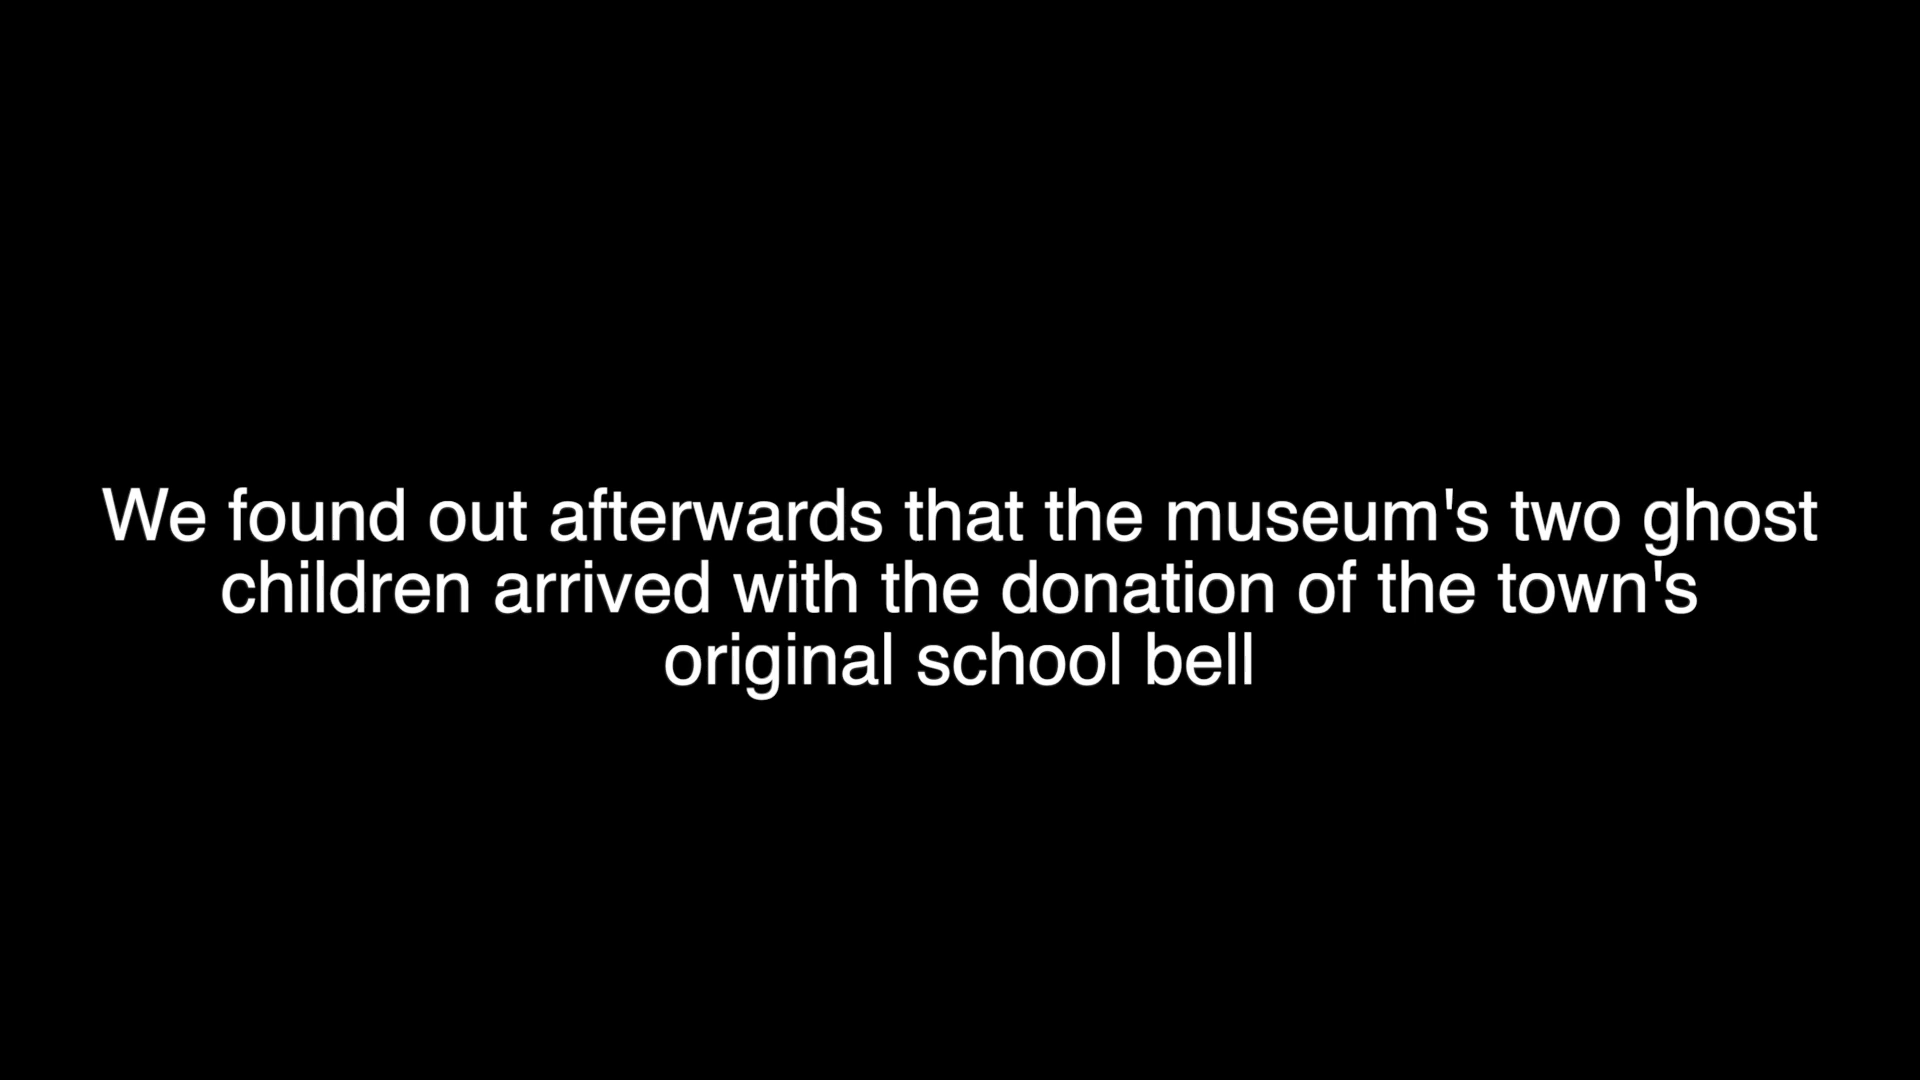 We found out afterwards that the museum's two ghost
children arrived with the donation of the town's
original school bell